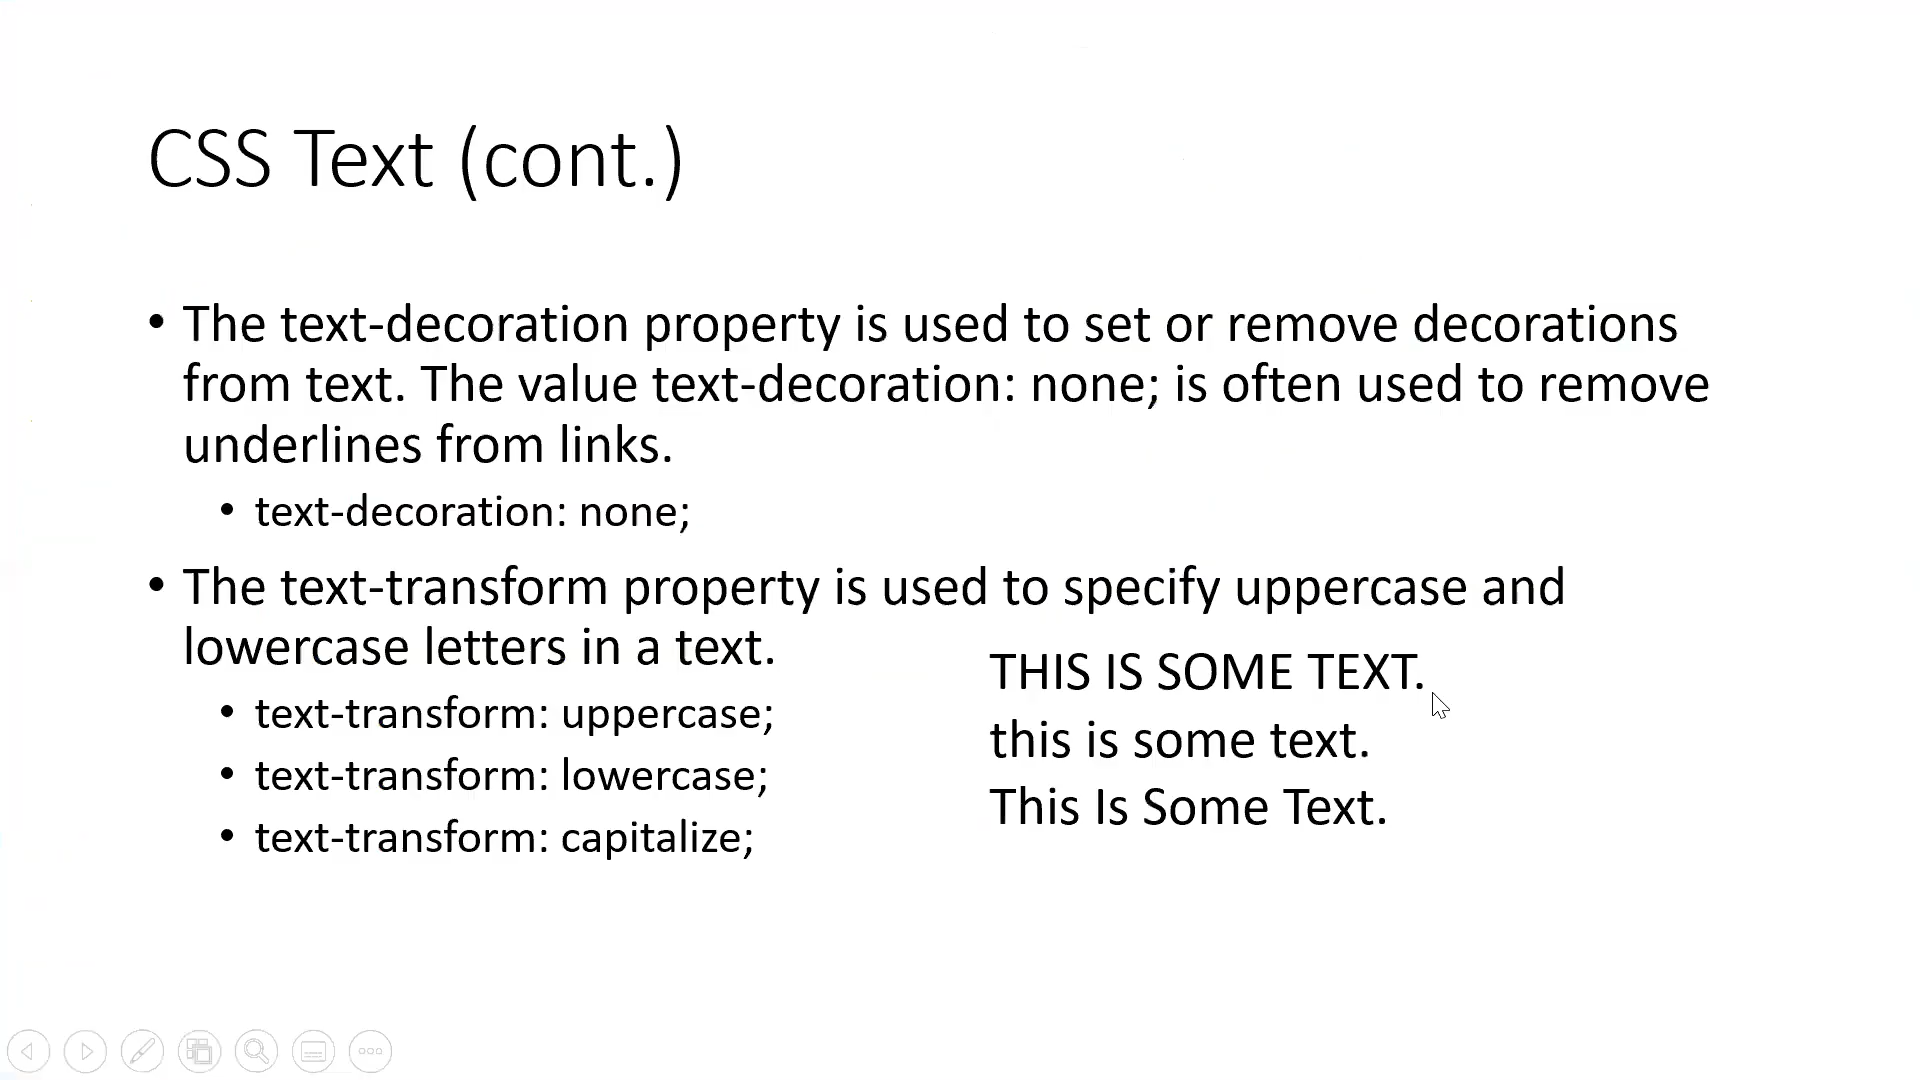 CSS Text (cont.)
• The text-decoration property is used to set or remove decorations
from text. The value text-decoration: none; is often used to remove
underlines from links.
• text-decoration: none;
• The text-transform property is used to specify uppercase and
lowercase letters in a text.
• text-transform: uppercase;
• text-transform: lowercase;
• text-transform: capitalize;
THIS IS SOME TEXT.
this is some text.
This Is Some Text.